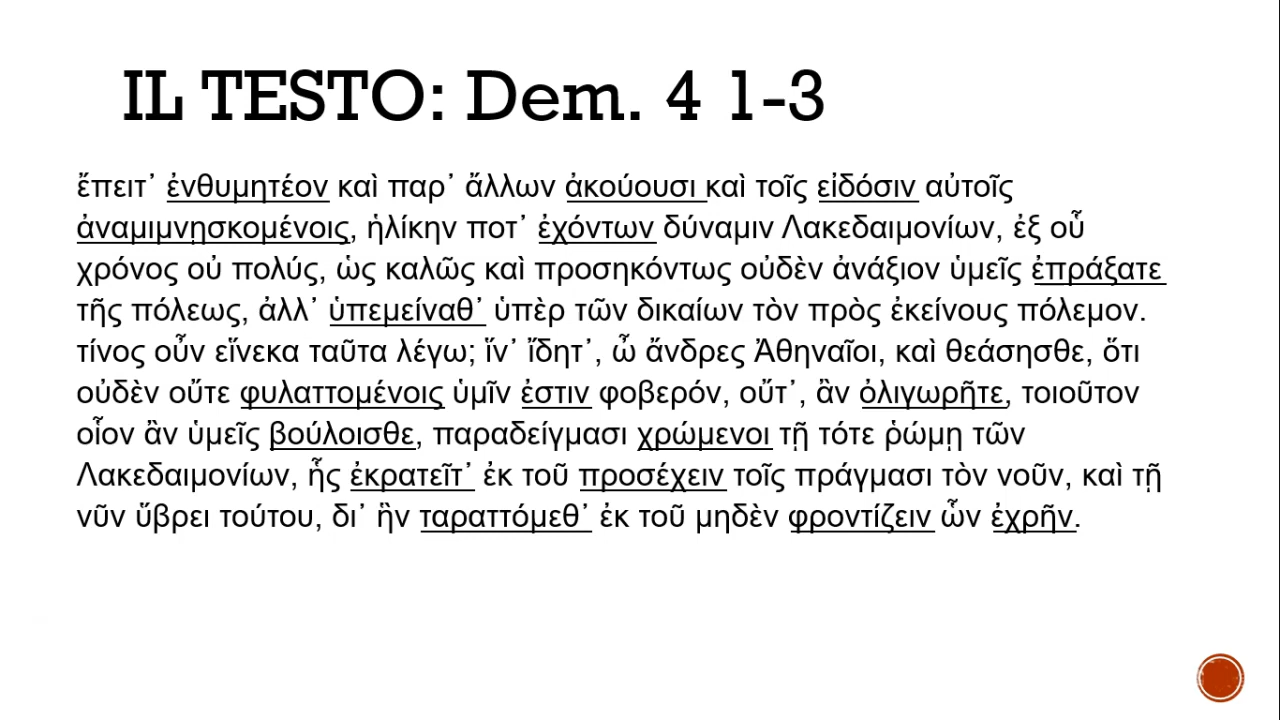 IL TESTO: Dem. 4 1-3
ἔπειτ᾽ ἐνθυμητέον καὶ παρ᾽ ἄλλων ἀκούουσι καὶ τοῖς εἰδόσιν αὐτοῖς
ἀναμιμνῃσκομένοις, ἡλίκην ποτ᾽ ἐχόντων δύναμιν Λακεδαιμονίων, ἐξ οὗ
χρόνος οὐ πολύς, ὡς καλῶς καὶ προσηκόντως οὐδὲν ἀνάξιον ὑμεῖς ἐπράξατε
τῆς πόλεως, ἀλλ᾽ ὑπεμείναθ᾽ ὑπὲρ τῶν δικαίων τὸν πρὸς ἐκείνους πόλεμον.
τίνος οὖν εἵνεκα ταῦτα λέγω; ἵν᾽ ἴδητ᾽, ὦ ἄνδρες Ἀθηναῖοι, καὶ θεάσησθε, ὅτι
οὐδὲν οὔτε φυλαττομένοις ὑμῖν ἐστιν φοβερόν, οὔτ᾽, ἂν ὀλιγωρῆτε, τοιοῦτον
οἷον ἂν ὑμεῖς βούλοισθε, παραδείγμασι χρώμενοι τῇ τότε ῥώμῃ τῶν
Λακεδαιμονίων, ἧς ἐκρατεῖτ᾽ ἐκ τοῦ προσέχειν τοῖς πράγμασι τὸν νοῦν, καὶ τῇ
νῦν ὕβρει τούτου, δι᾽ ἣν ταραττόμεθ᾽ ἐκ τοῦ μηδὲν φροντίζειν ὧν ἐχρῆν.